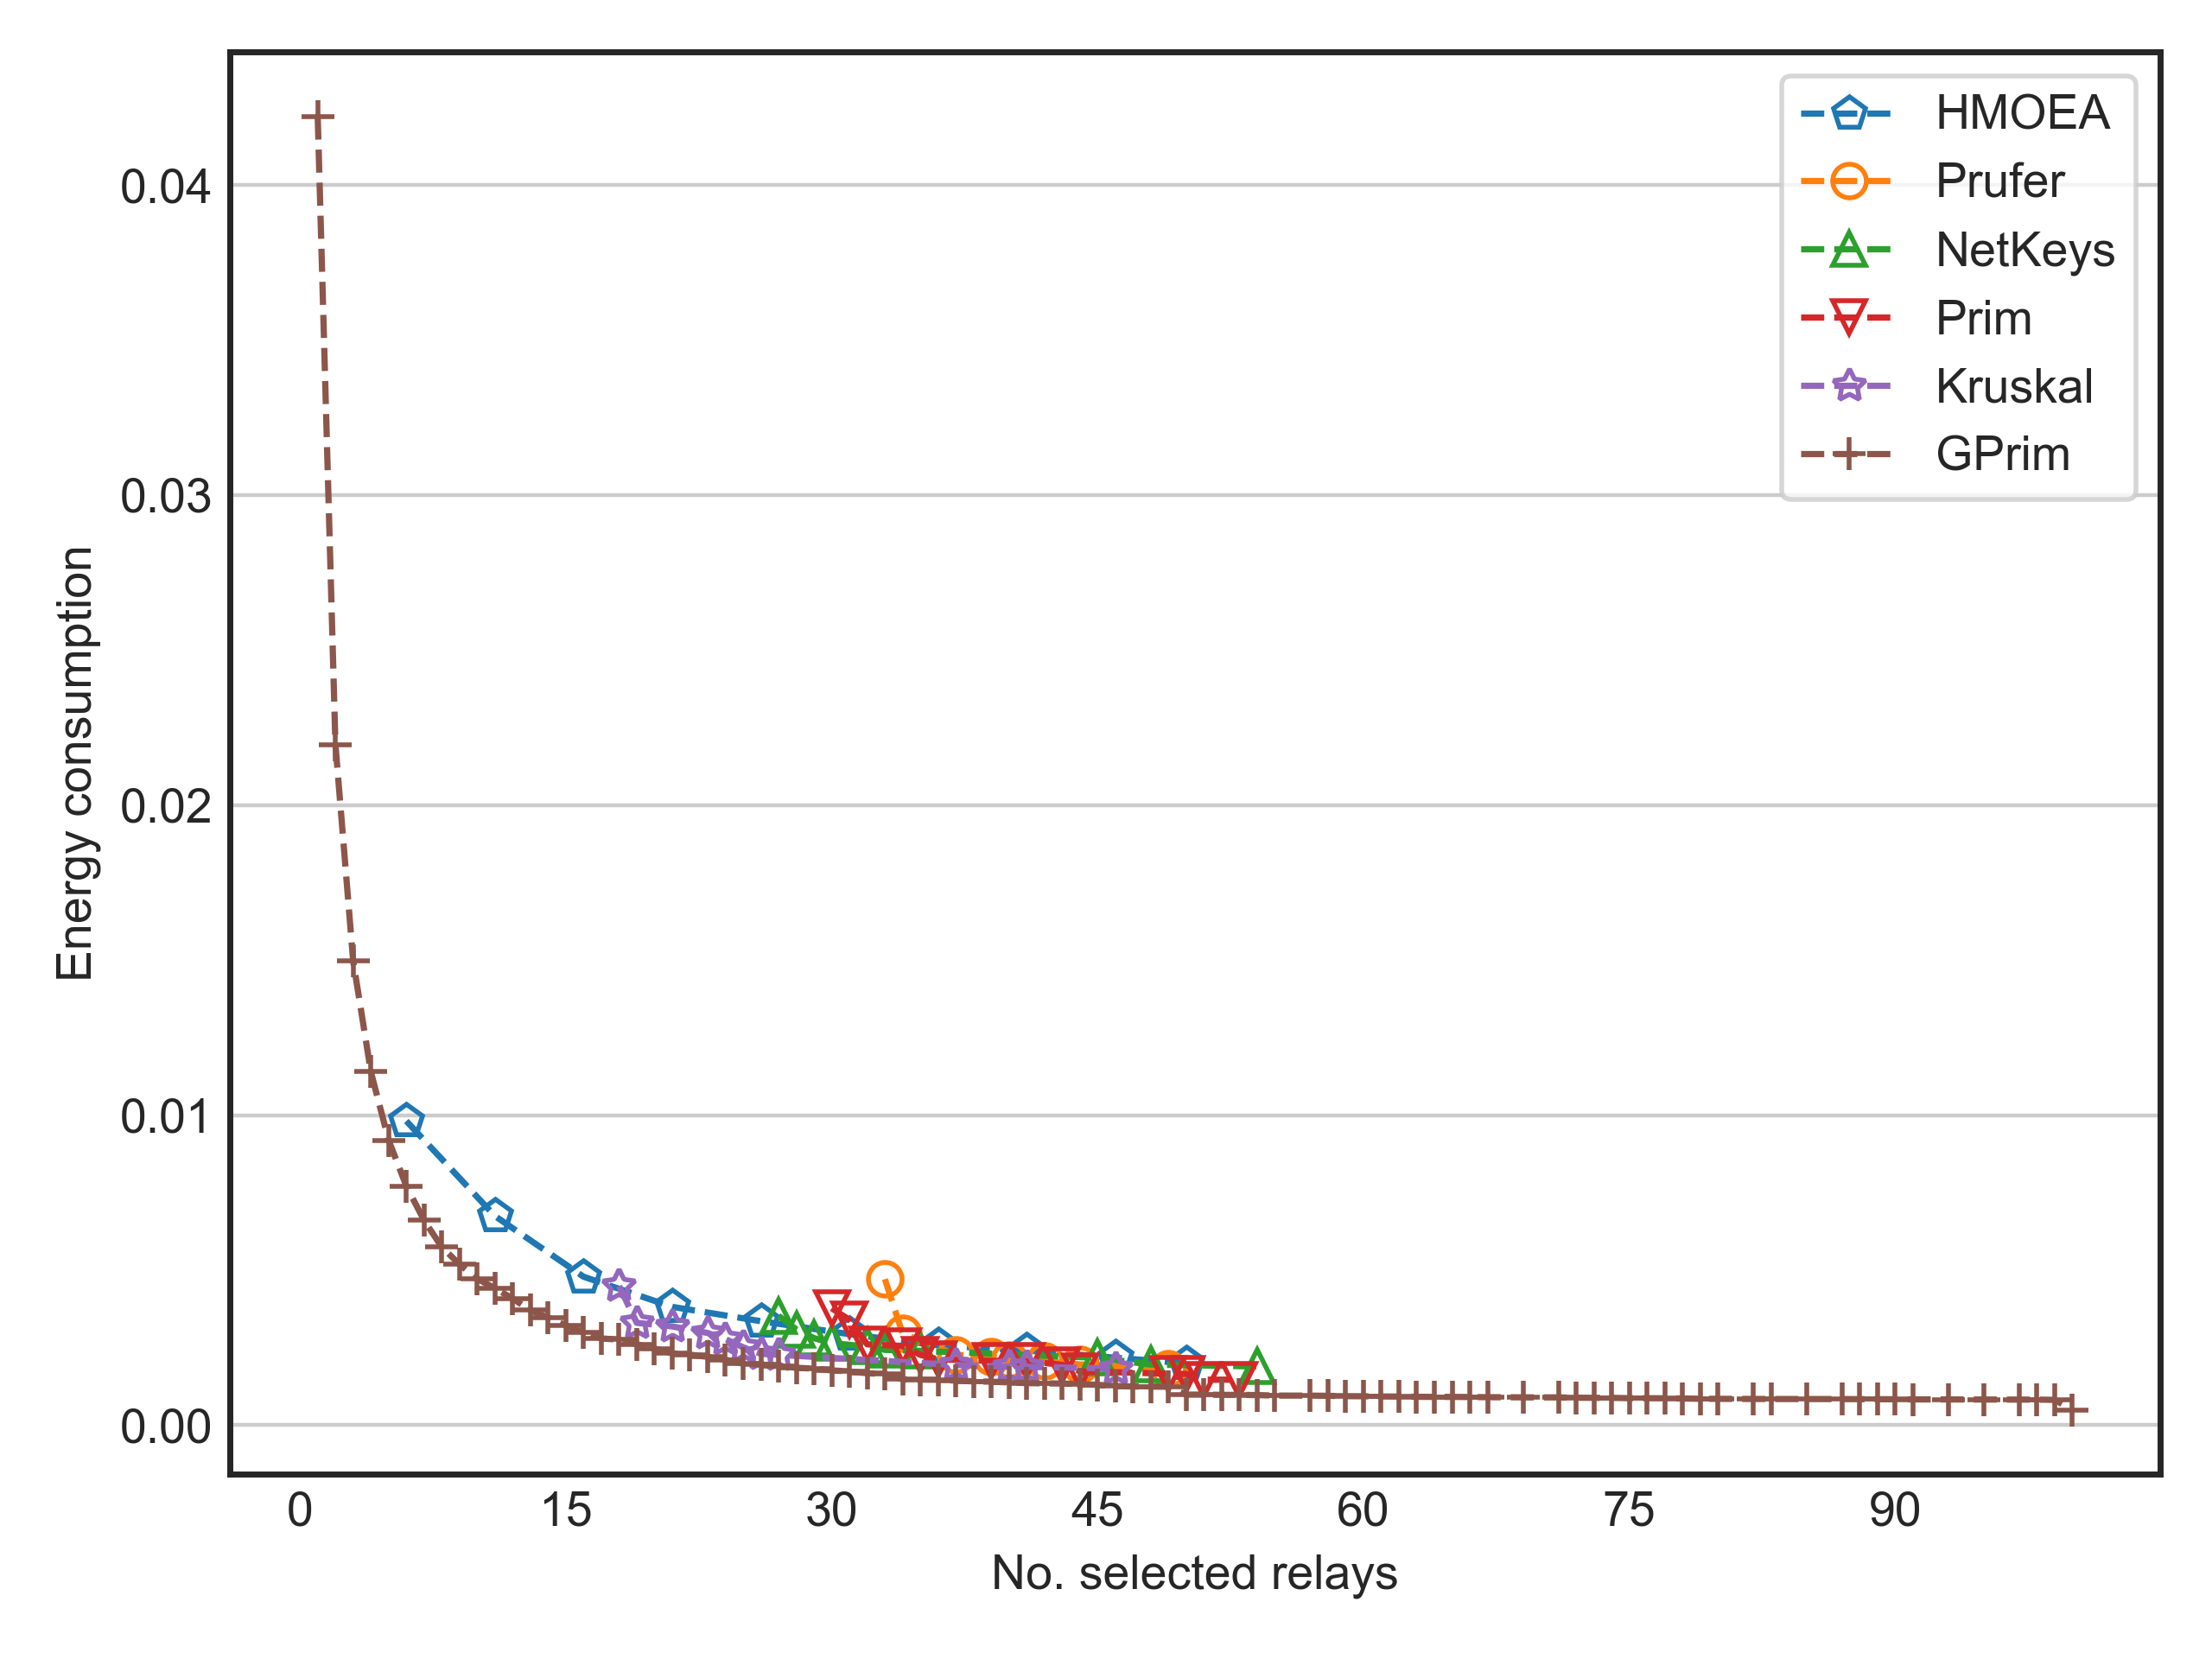 HMOEA
Prufer
NetKeys
Prim
Kruskal
GPrim
Energy consumption
0.04
0.03
0.02
0.01
0.00
0 15 30 45 60 75 90
No. selected relays